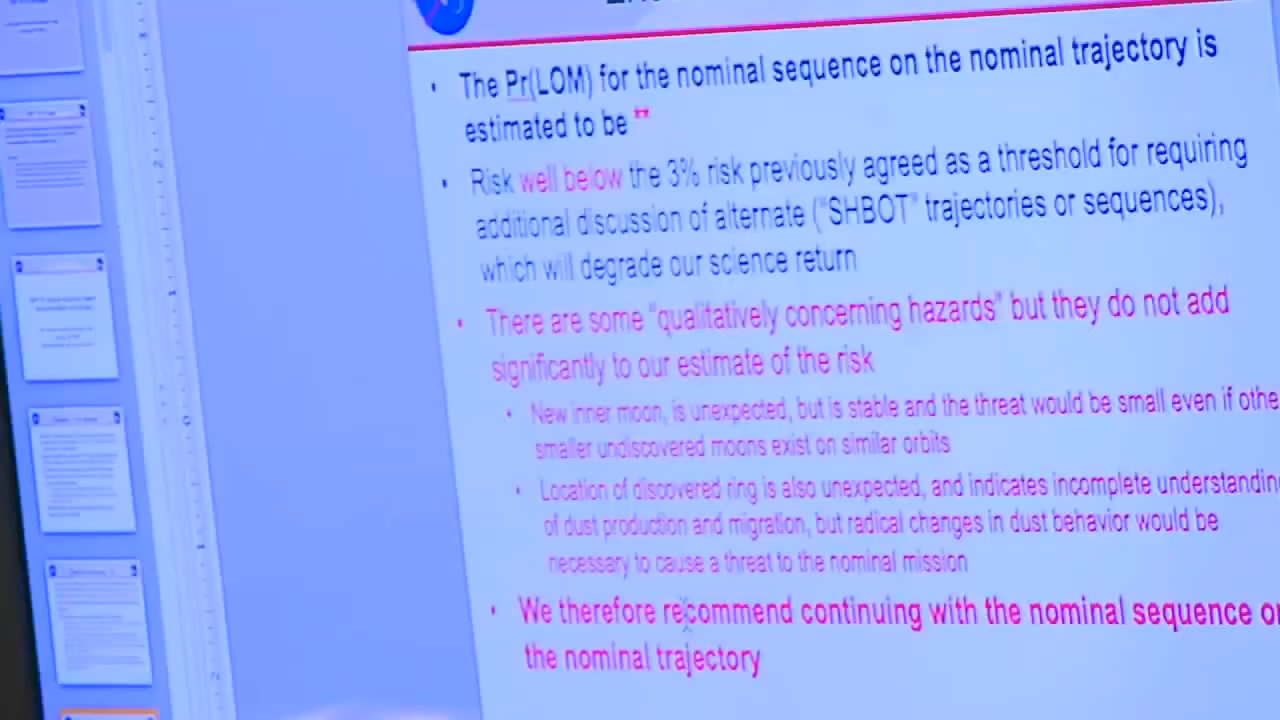 The Pr(LOM) for the nominal sequence on the nominal trajectory is
estimated to be **
Risk well below the 3% risk previously agreed as a threshold for requiring
additional discussion of alternate ("SHBOT" trajectories or sequences),
which will degrade our science return
There are some "qualitatively concerning hazards" but they do not add
significantly to our estimate of the risk
New inner moon, is unexpected, but is stable and the threat would be small even if othe
smaller undiscovered moons exist on similar orbits
Location of discovered ring is also unexpected, and indicates incomplete understandin
of dust production and migration, but radical changes in dust behavior would be
necessary to cause a threat to the nominal mission
We therefore recommend continuing with the nominal sequence on
the nominal trajectory